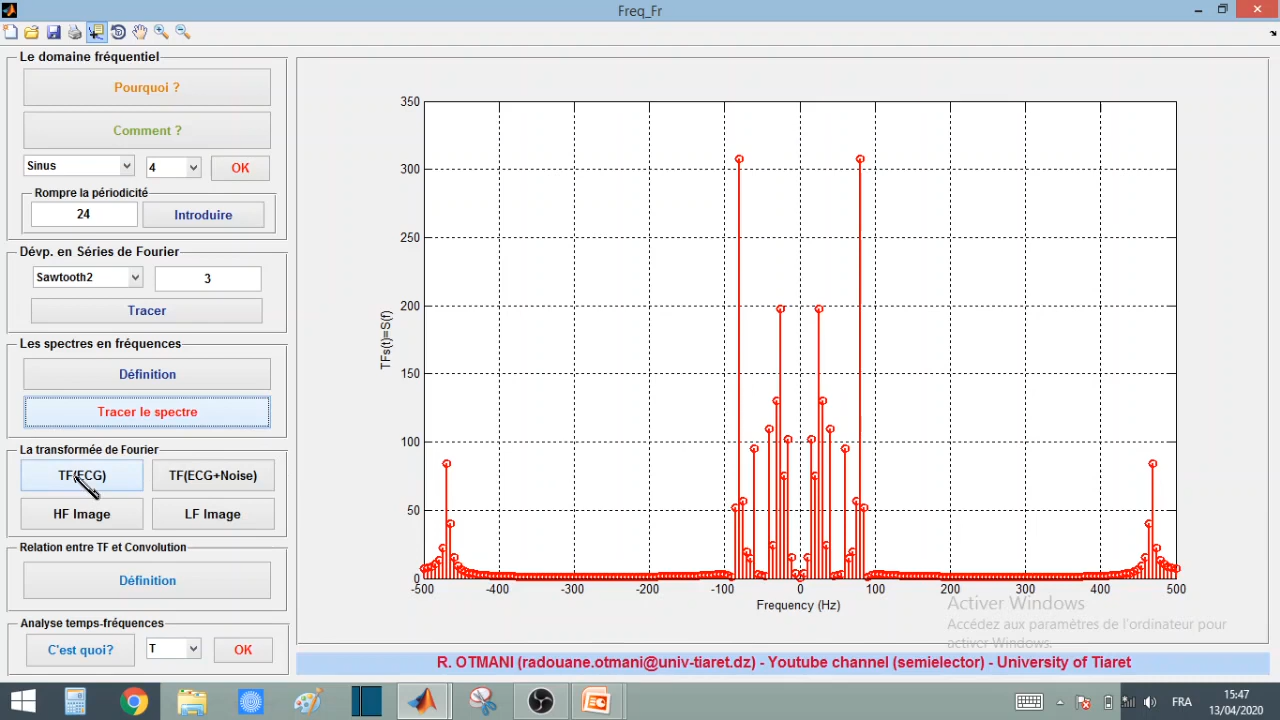 Freq_Fr
Le domaine fréquentiel
Pourquoi ?
Comment ?
Sinus 4 OK
Rompre la périodicité
24 Introduire
Dévp. en Séries de Fourier
Sawtooth2 3
Tracer
Les spectres en fréquences
Définition
Tracer le spectre
La transformée de Fourier
TF(ECG) TF(ECG+Noise)
HF Image LF Image
Relation entre TF et Convolution
Définition
Analyse temps-fréquences
C'est quoi? T OK
350
300
250
200
150
100
50
0
TFs(t)=S(f)
-500 -400 -300 -200 -100 0 100 200 300 400 500
Frequency (Hz)
Activer Windows
Accédez aux paramètres de l'ordinateur pour
activer Windows.
R. OTMANI (radouane.otmani@univ-tiaret.dz) - Youtube channel (semielector) - University of Tiaret
FRA
15:47
13/04/2020